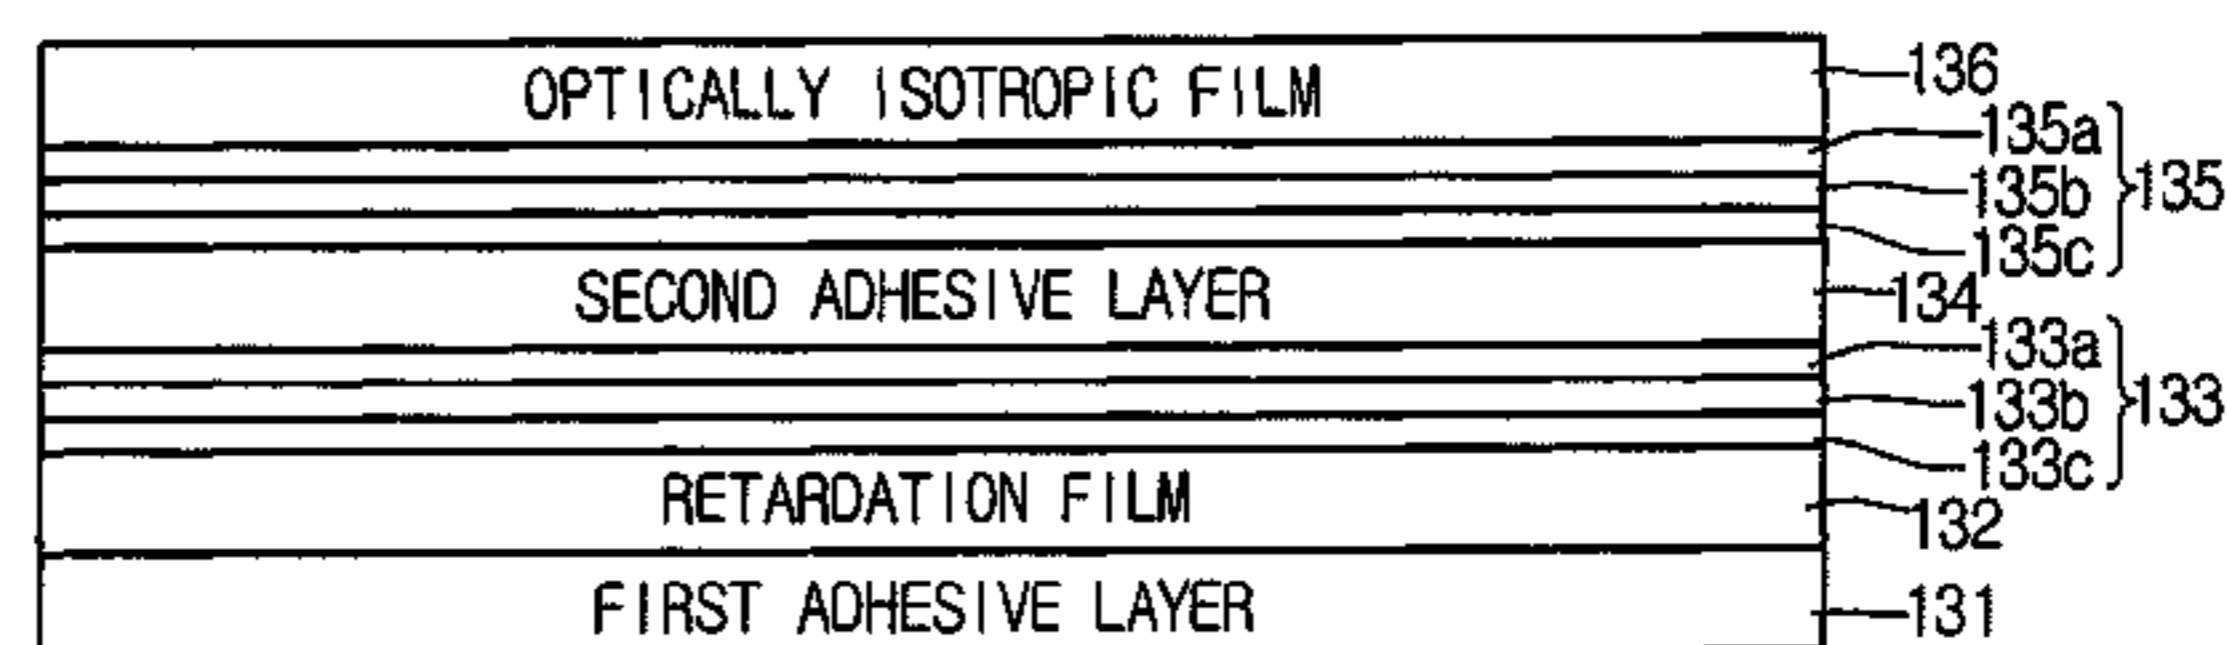 OPTICALLY ISOTROPIC FILM 136
135a
135b 135
135c
SECOND ADHESIVE LAYER 134
133a
133b 133
133c
RETARDATION FILM 132
FIRST ADHESIVE LAYER 131